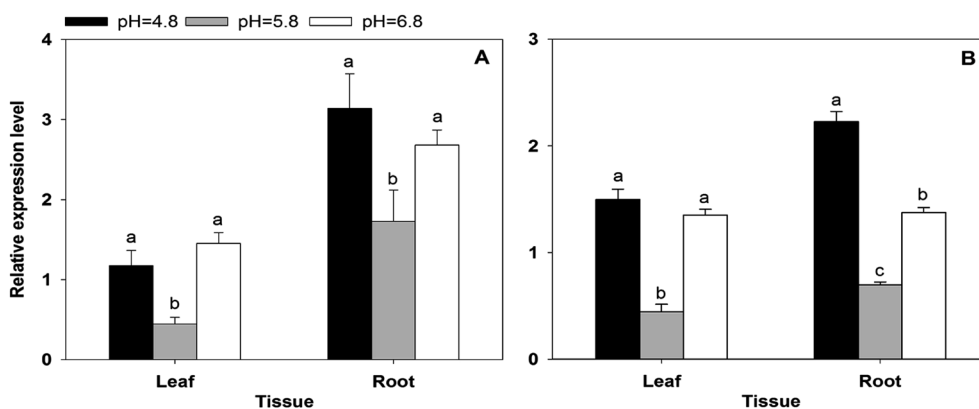 pH=4.8 pH=5.8 pH=6.8
Relative expression level
4
3
2
1
0
A
a
b
a
a
b
a
Leaf Root
Tissue
3
2
1
0
B
a
b
a
a
c
b
Leaf Root
Tissue